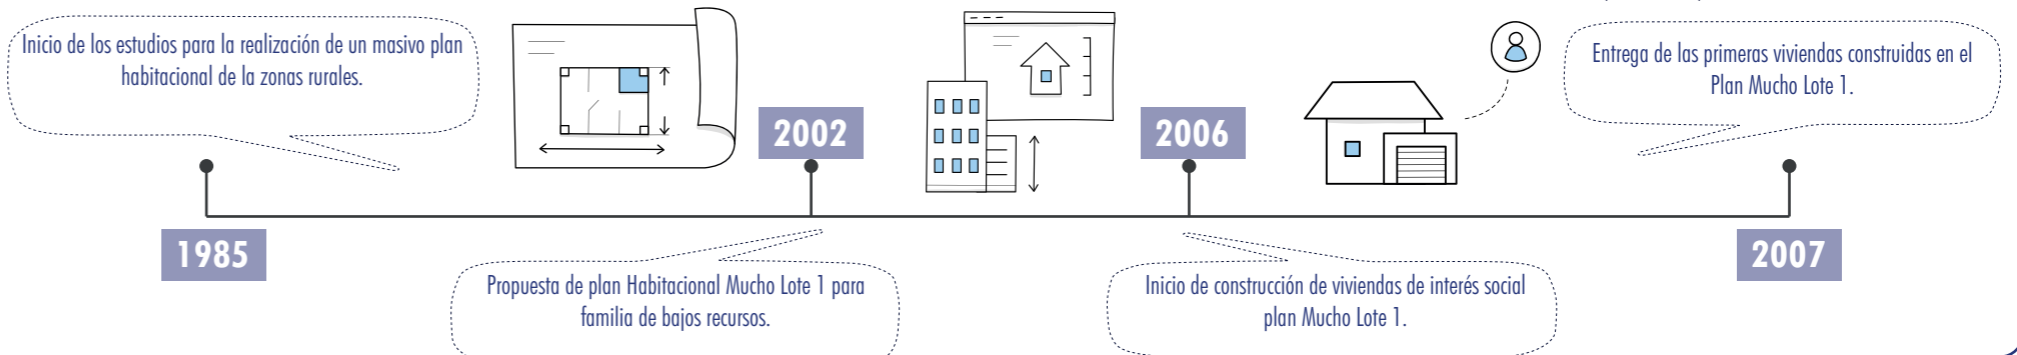 Inicio de los estudios para la realización de un masivo plan
habitacional de la zonas rurales.
1985
2002
Propuesta de plan Habitacional Mucho Lote 1 para
familia de bajos recursos.
2006
Inicio de construcción de viviendas de interés social
plan Mucho Lote 1.
Entrega de las primeras viviendas construidas en el
Plan Mucho Lote 1.
2007